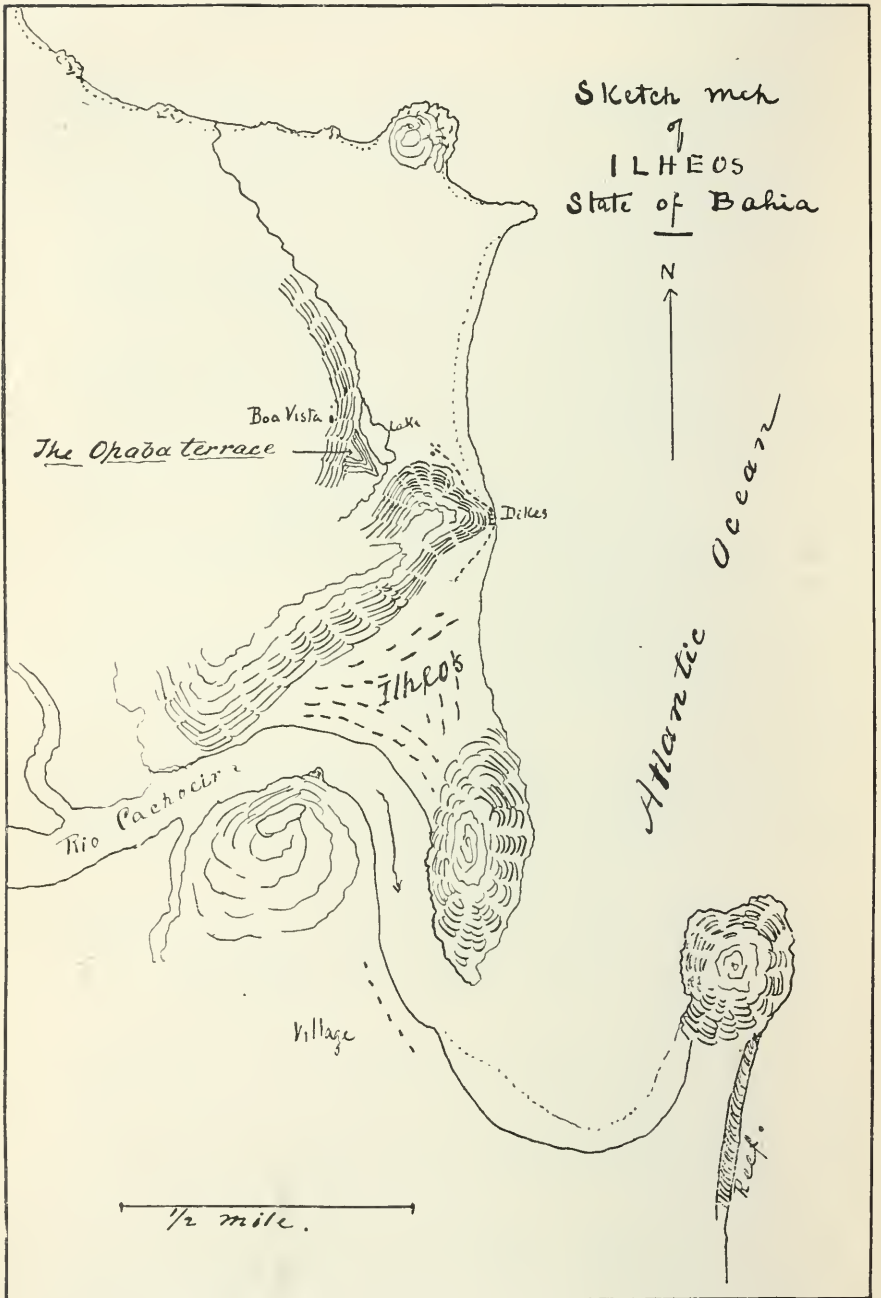 Sketch mch
of
ILHEOS
State of Bahia
N
Boa Vista
Lake
The Opaba terrace
Dikes
Atlantic Ocean
Ilheos
Rio Cachoeira
Village
Reef.
1/2 mile.